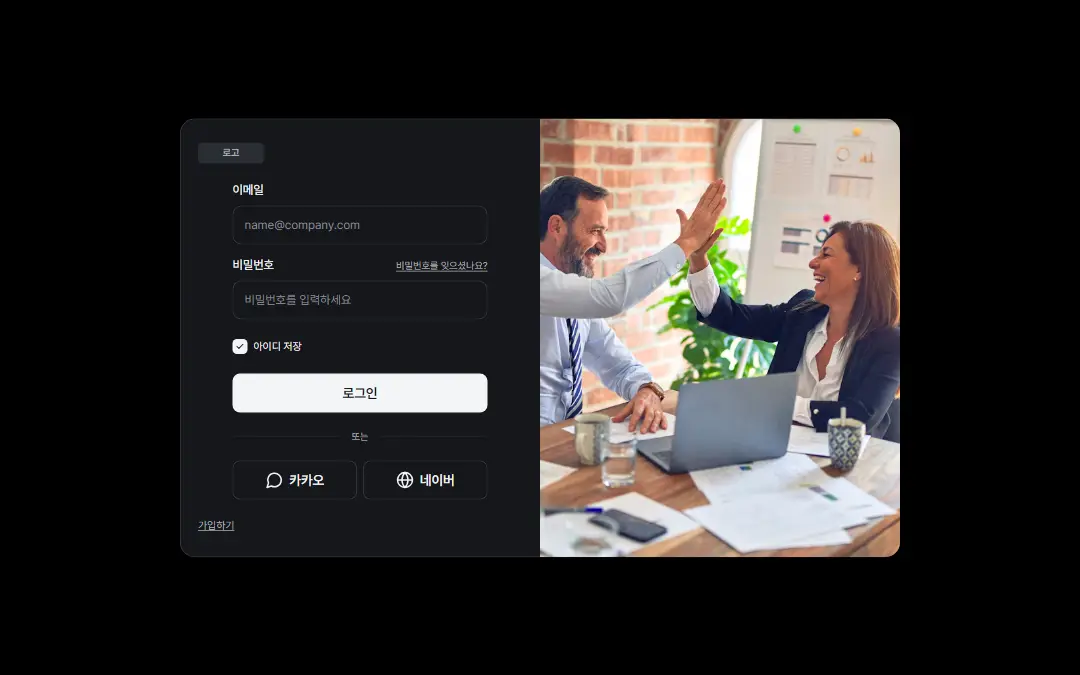 로고
이메일
name@company.com
비밀번호
비밀번호를 잊으셨나요?
비밀번호를 입력하세요
아이디 저장
로그인
또는
카카오
네이버
가입하기